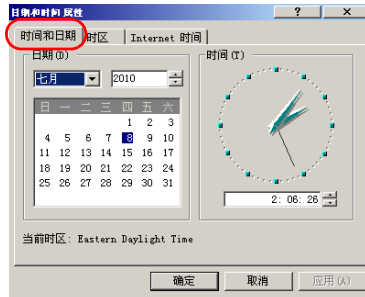 日期和时间 属性
时间和日期 时区 Internet 时间
日期(D)
时间(T)
七月 2010
日 一 二 三 四 五 六
1 2 3
4 5 6 7 8 9 10
11 12 13 14 15 16 17
18 19 20 21 22 23 24
25 26 27 28 29 30 31
2: 06: 26
当前时区: Eastern Daylight Time
确定 取消 应用(A)